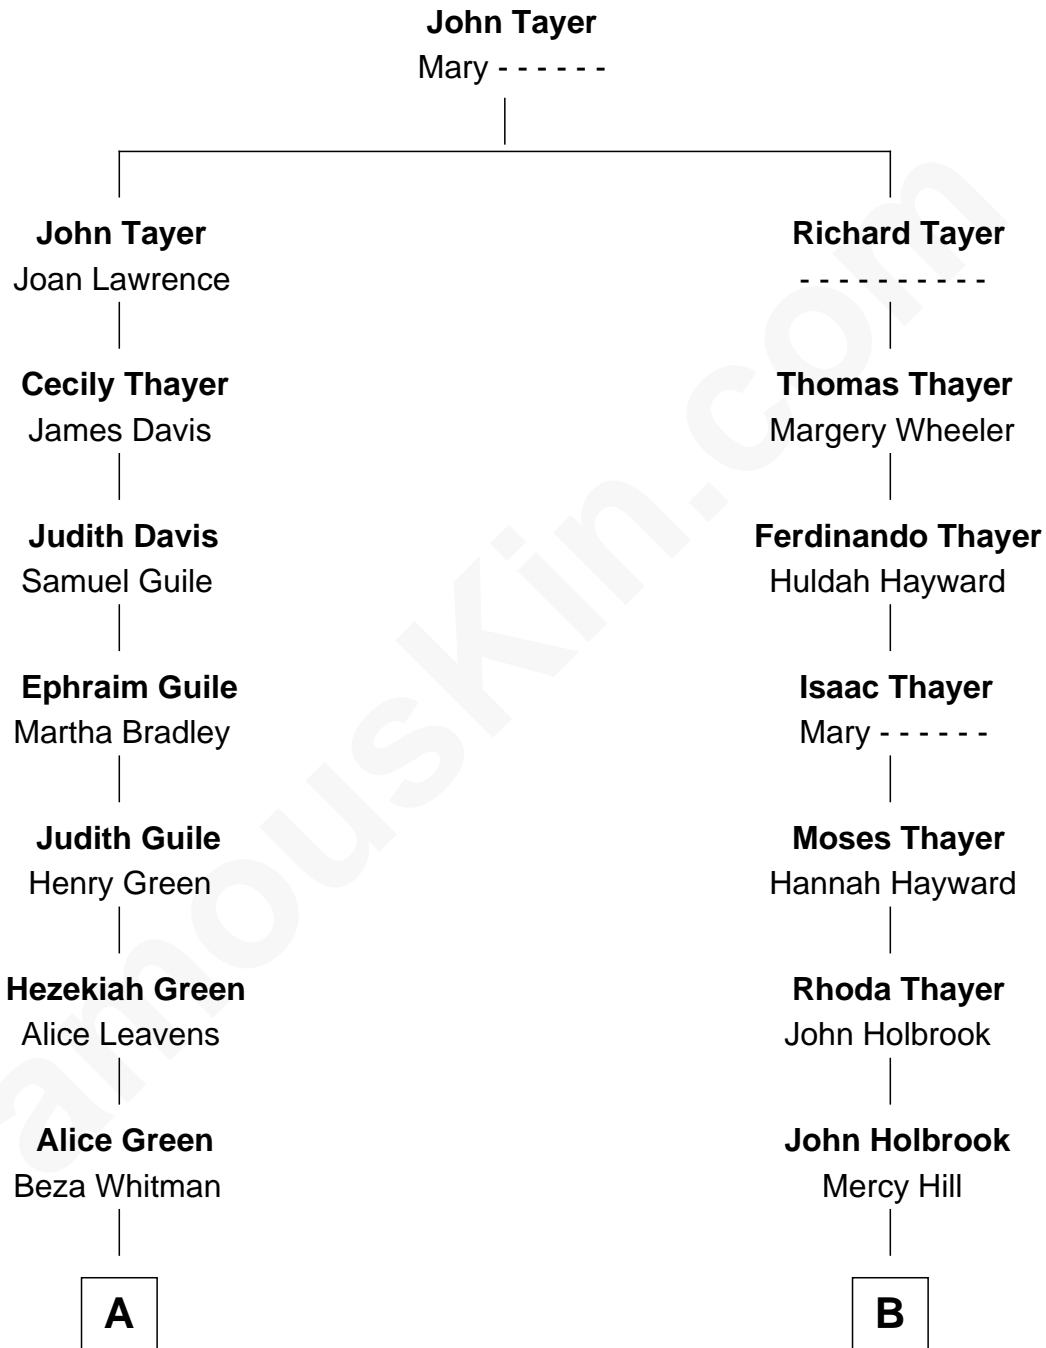 John Tayer
Mary - - - - - -
John Tayer
Joan Lawrence
Richard Tayer
- - - - - - - - - -
Cecily Thayer
James Davis
Thomas Thayer
Margery Wheeler
Judith Davis
Samuel Guile
Ferdinando Thayer
Huldah Hayward
Ephraim Guile
Martha Bradley
Isaac Thayer
Mary - - - - - -
Judith Guile
Henry Green
Moses Thayer
Hannah Hayward
Hezekiah Green
Alice Leavens
Rhoda Thayer
John Holbrook
Alice Green
Beza Whitman
John Holbrook
Mercy Hill
A
B
amouskin.com